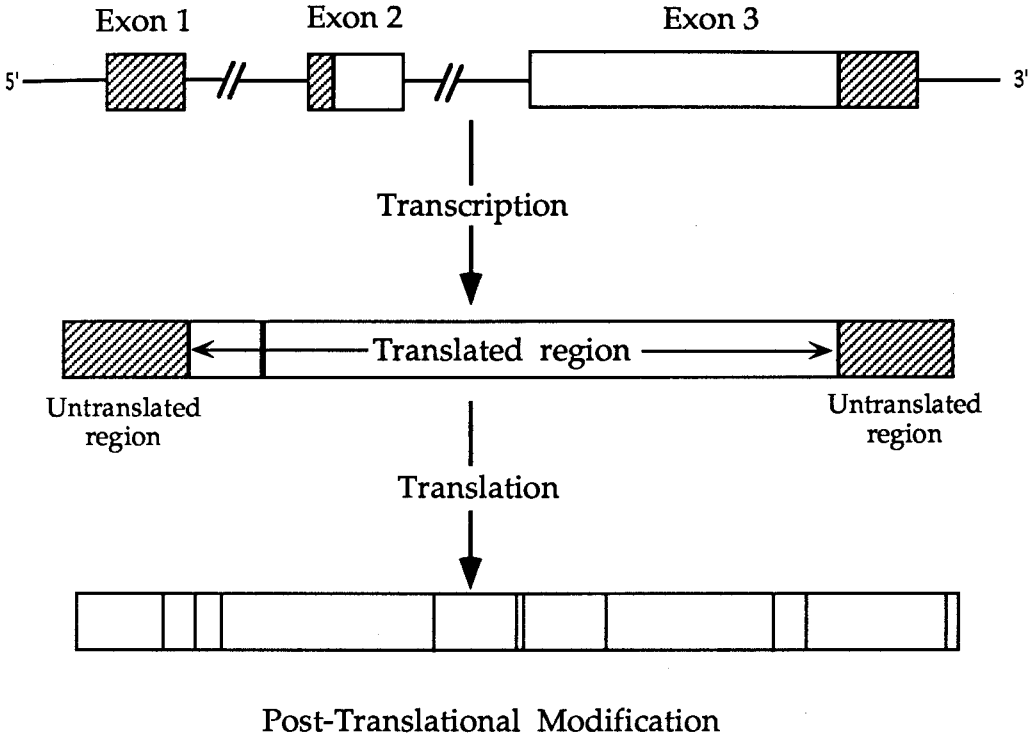 Exon 1 Exon 2 Exon 3
5' 3'
Transcription
Translated region
Untranslated
region
Untranslated
region
Translation
Post-Translational Modification